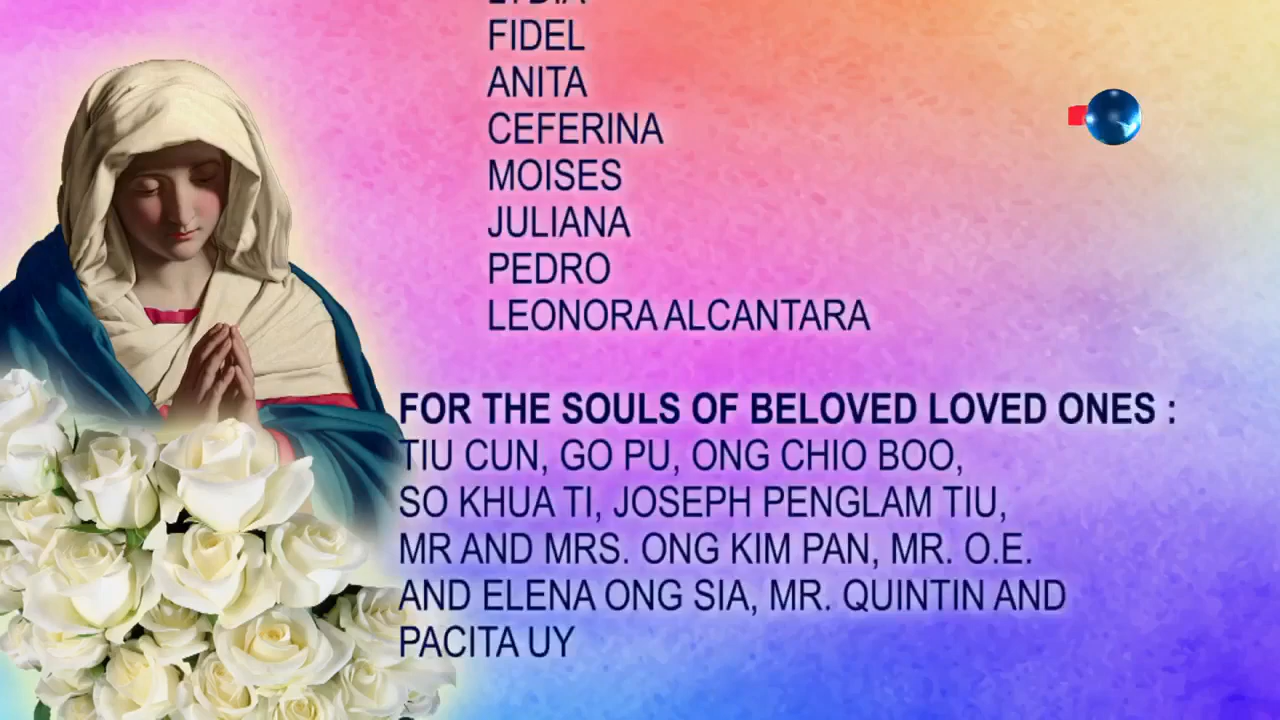 FIDEL
ANITA
CEFERINA
MOISES
JULIANA
PEDRO
LEONORA ALCANTARA
FOR THE SOULS OF BELOVED LOVED ONES :
TIU CUN, GO PU, ONG CHIO BOO,
SO KHUA TI, JOSEPH PENGLAM TIU,
MR AND MRS. ONG KIM PAN, MR. O.E.
AND ELENA ONG SIA, MR. QUINTIN AND
PACITA UY